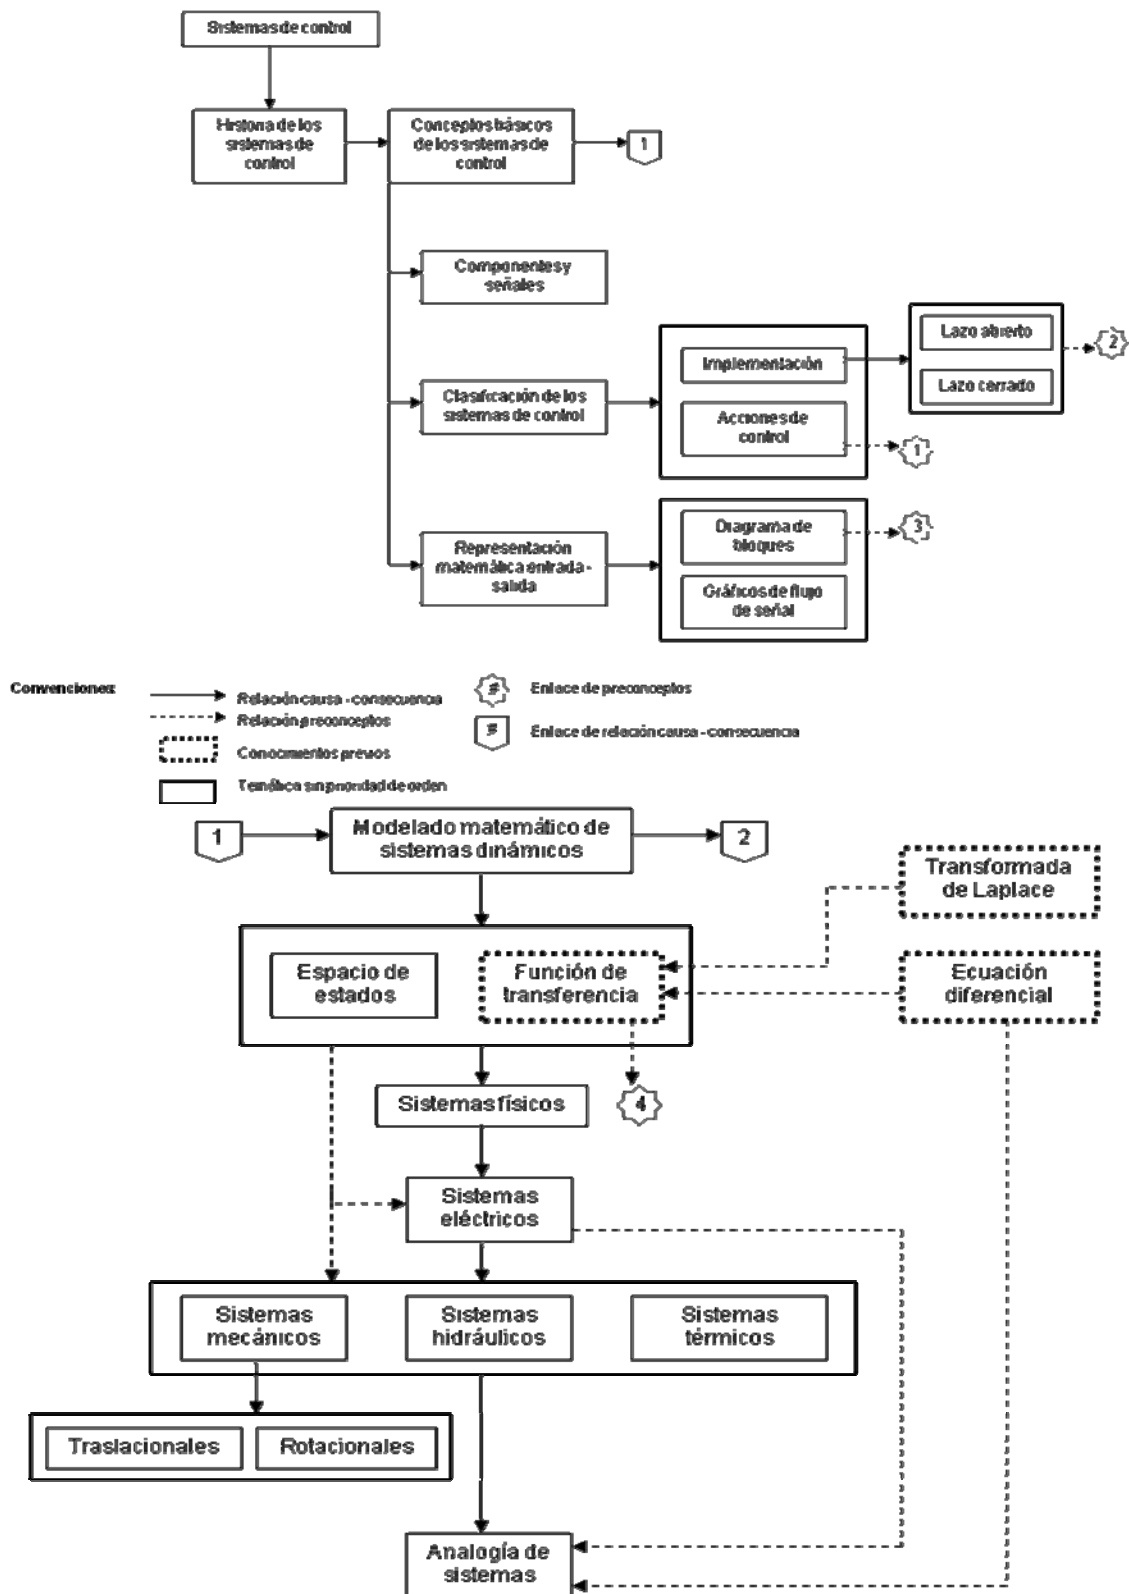 Sistemas de control
Historia de los
sistemas de
control
Conceptos básicos
de los sistemas de
control
1
Componentes y
señales
Clasificación de los
sistemas de control
Implementación
Acciones de
control
Lazo abierto
Lazo cerrado
2
1
Representación
matemática entrada -
salida
Diagrama de
bloques
Gráficos de flujo
de señal
3
Convenciones
Relación causa - consecuencia
Relación preconceptos
Conocimientos previos
Temática sin prioridad de orden
# Enlace de preconceptos
# Enlace de relación causa - consecuencia
1
Modelado matemático de
sistemas dinámicos
2
Transformada
de Laplace
Espacio de
estados
Función de
transferencia
Ecuación
diferencial
Sistemas físicos
4
Sistemas
eléctricos
Sistemas
mecánicos
Sistemas
hidráulicos
Sistemas
térmicos
Traslacionales
Rotacionales
Analogía de
sistemas